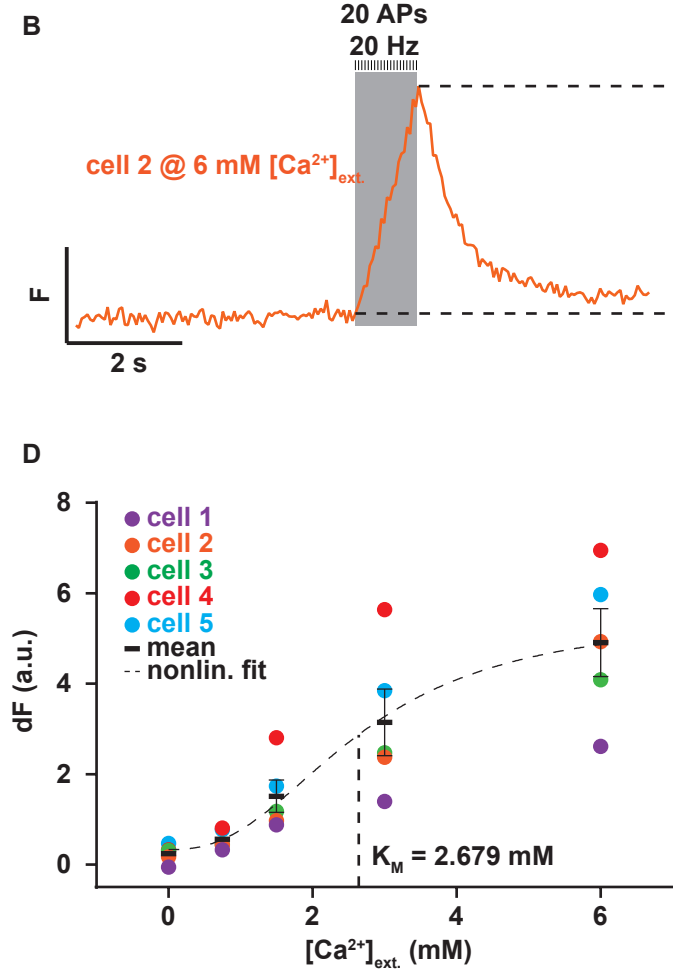 B
20 APs
20 Hz
cell 2 @ 6 mM [Ca²⁺]ext.
F
2 s
D
8
6
4
2
0
dF (a.u.)
cell 1
cell 2
cell 3
cell 4
cell 5
mean
nonlin. fit
K_M = 2.679 mM
0 2 4 6
[Ca²⁺]ext. (mM)